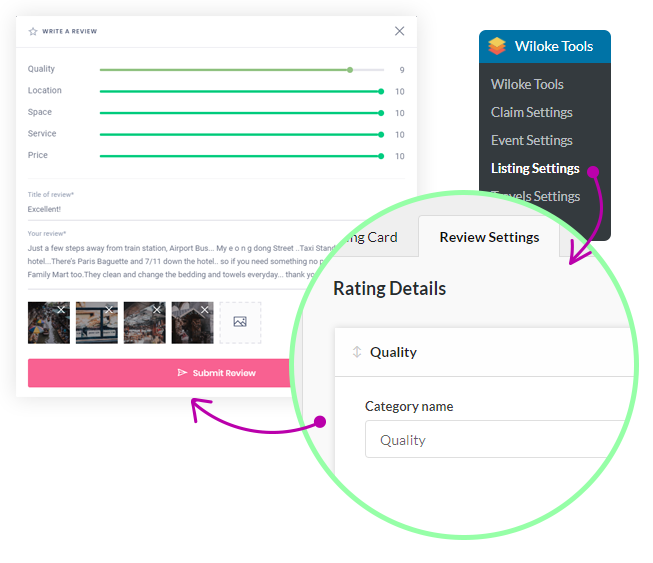 WRITE A REVIEW
Quality 9
Location 10
Space 10
Service 10
Price 10
Title of review*
Excellent!
Your review*
Just a few steps away from train station, Airport Bus... My e o n g dong Street ..Taxi Stand
hotel...There's Paris Baguette and 7/11 down the hotel.. so if you need something no
Family Mart too.They clean and change the bedding and towels everyday... thank
Submit Review
Wiloke Tools
Wiloke Tools
Claim Settings
Event Settings
Listing Settings
Travels Settings
ng Card
Review Settings
Rating Details
Quality
Category name
Quality